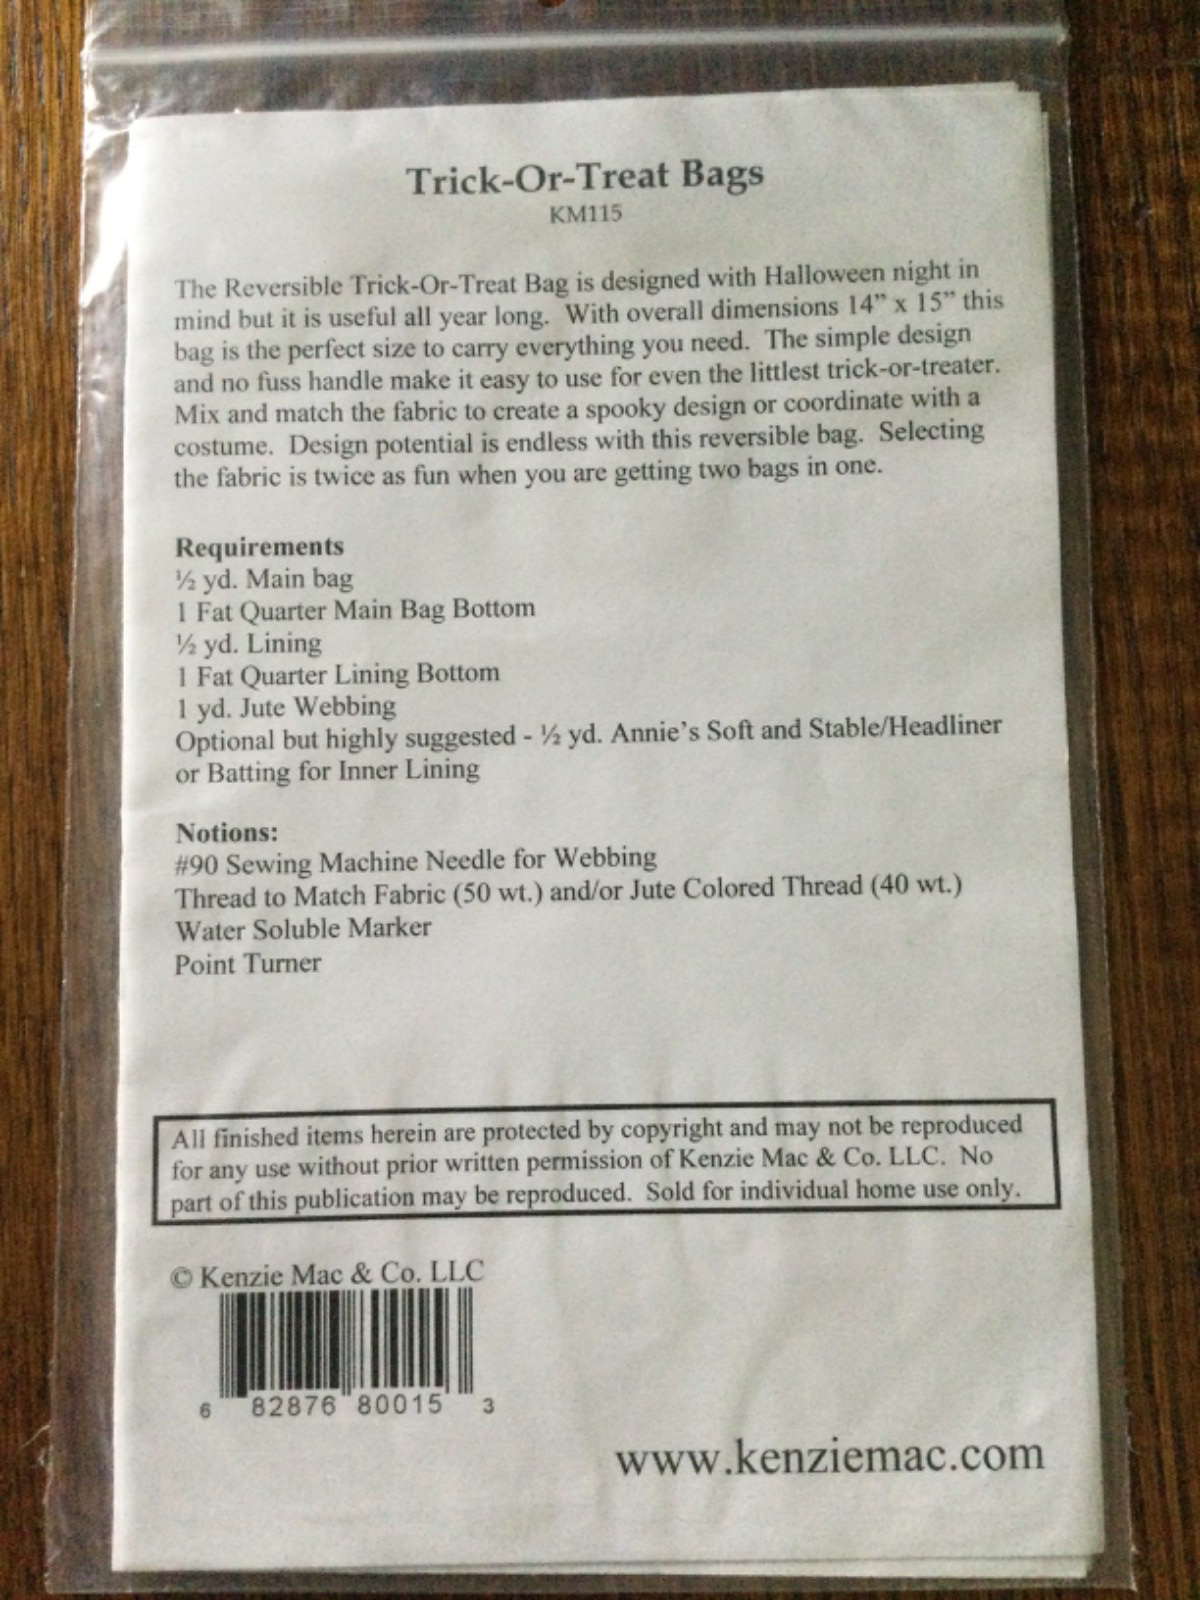 Trick-Or-Treat Bags
KM115
The Reversible Trick-Or-Treat Bag is designed with Halloween night in
mind but it is useful all year long.  With overall dimensions 14” x 15” this
bag is the perfect size to carry everything you need.  The simple design
and no fuss handle make it easy to use for even the littlest trick-or-treater.
Mix and match the fabric to create a spooky design or coordinate with a
costume.  Design potential is endless with this reversible bag.  Selecting
the fabric is twice as fun when you are getting two bags in one.
Requirements
½ yd. Main bag
1 Fat Quarter Main Bag Bottom
½ yd. Lining
1 Fat Quarter Lining Bottom
1 yd. Jute Webbing
Optional but highly suggested - ½ yd. Annie’s Soft and Stable/Headliner
or Batting for Inner Lining
Notions:
#90 Sewing Machine Needle for Webbing
Thread to Match Fabric (50 wt.) and/or Jute Colored Thread (40 wt.)
Water Soluble Marker
Point Turner
All finished items herein are protected by copyright and may not be reproduced
for any use without prior written permission of Kenzie Mac & Co. LLC.  No
part of this publication may be reproduced.  Sold for individual home use only.
© Kenzie Mac & Co. LLC
6 82876 80015 3
www.kenziemac.com